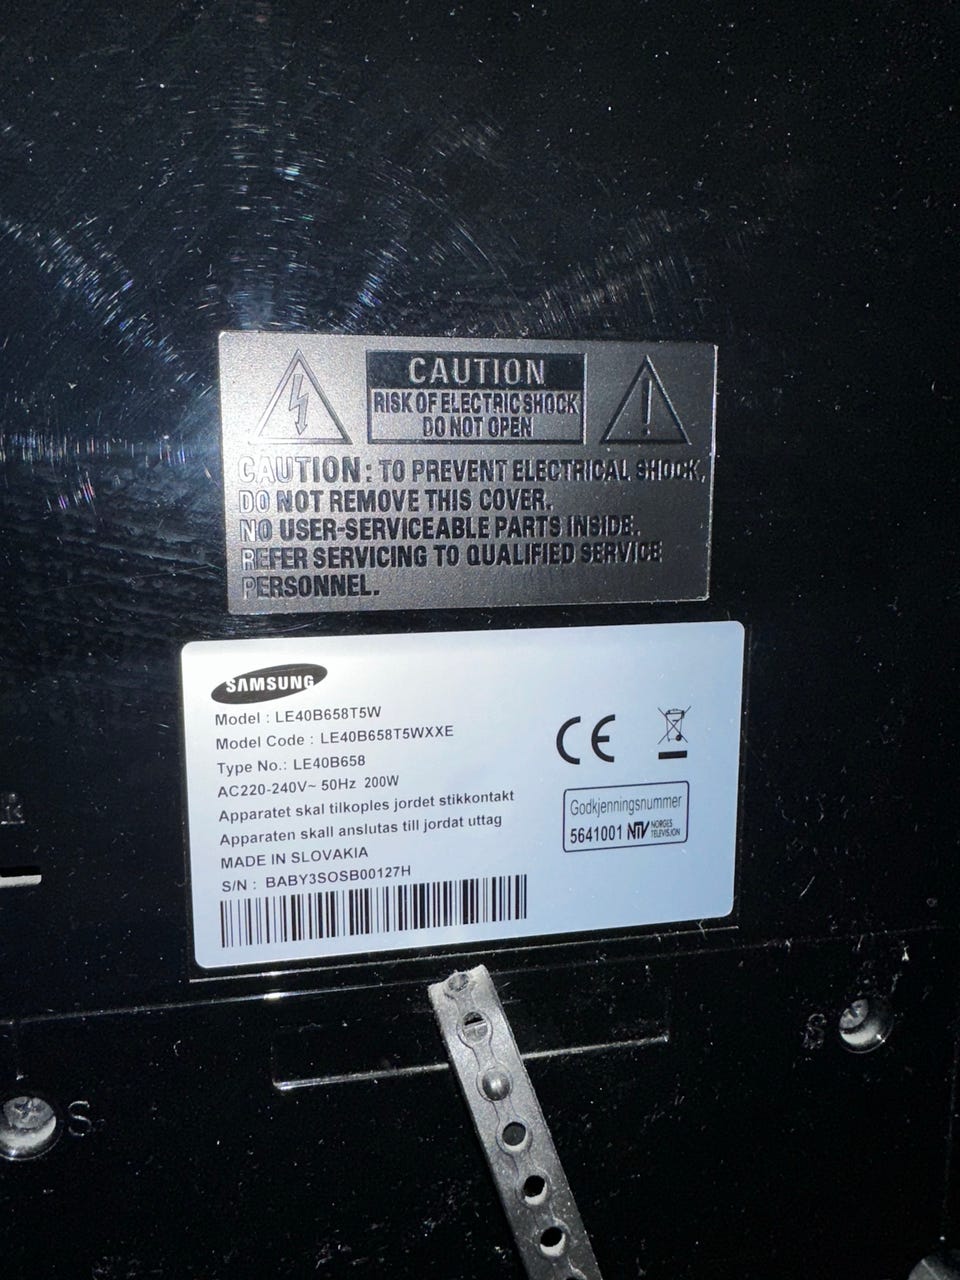 CAUTION
RISK OF ELECTRIC SHOCK
DO NOT OPEN
CAUTION: TO PREVENT ELECTRICAL SHOCK,
DO NOT REMOVE THIS COVER.
NO USER-SERVICEABLE PARTS INSIDE.
REFER SERVICING TO QUALIFIED SERVICE
PERSONNEL.
SAMSUNG
Model : LE40B658T5W
Model Code : LE40B658T5WXXE
Type No.: LE40B658
AC220-240V~ 50Hz 200W
Apparatet skal tilkoples jordet stikkontakt
Apparaten skall anslutas till jordat uttag
MADE IN SLOVAKIA
S/N : BABY3SOSB00127H
CE
Godkjenningsnummer
5641001 NTV NORGES
TELEVISJON
R
S
S